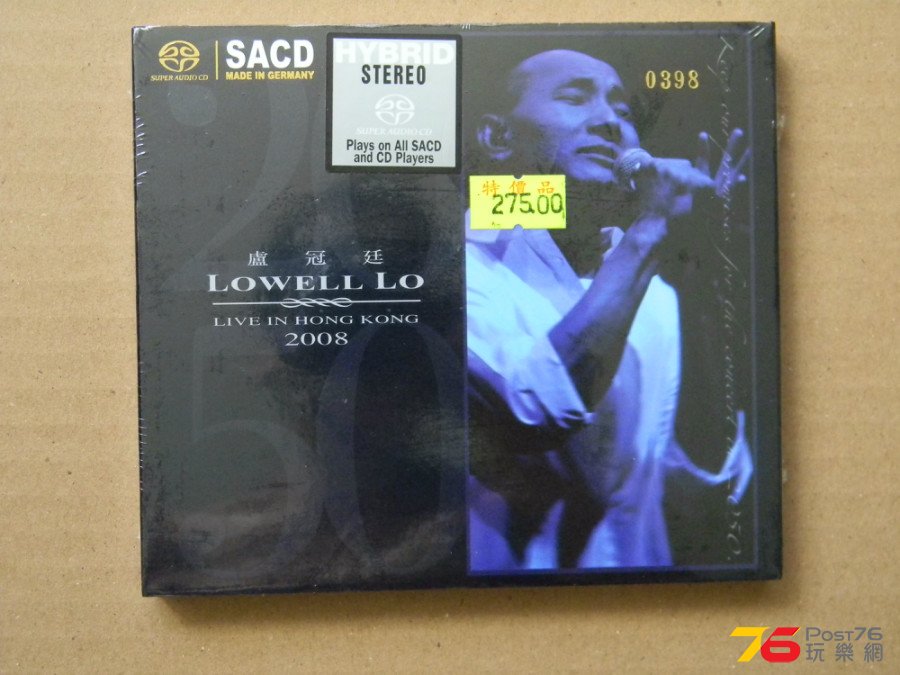 SUPER AUDIO CD
SACD
MADE IN GERMANY
HYBRID
STEREO
SUPER AUDIO CD
Plays on All SACD
and CD Players
0398
特價品
275.00
盧冠廷
LOWELL LO
LIVE IN HONG KONG
2008
50
76 Post76
玩樂網